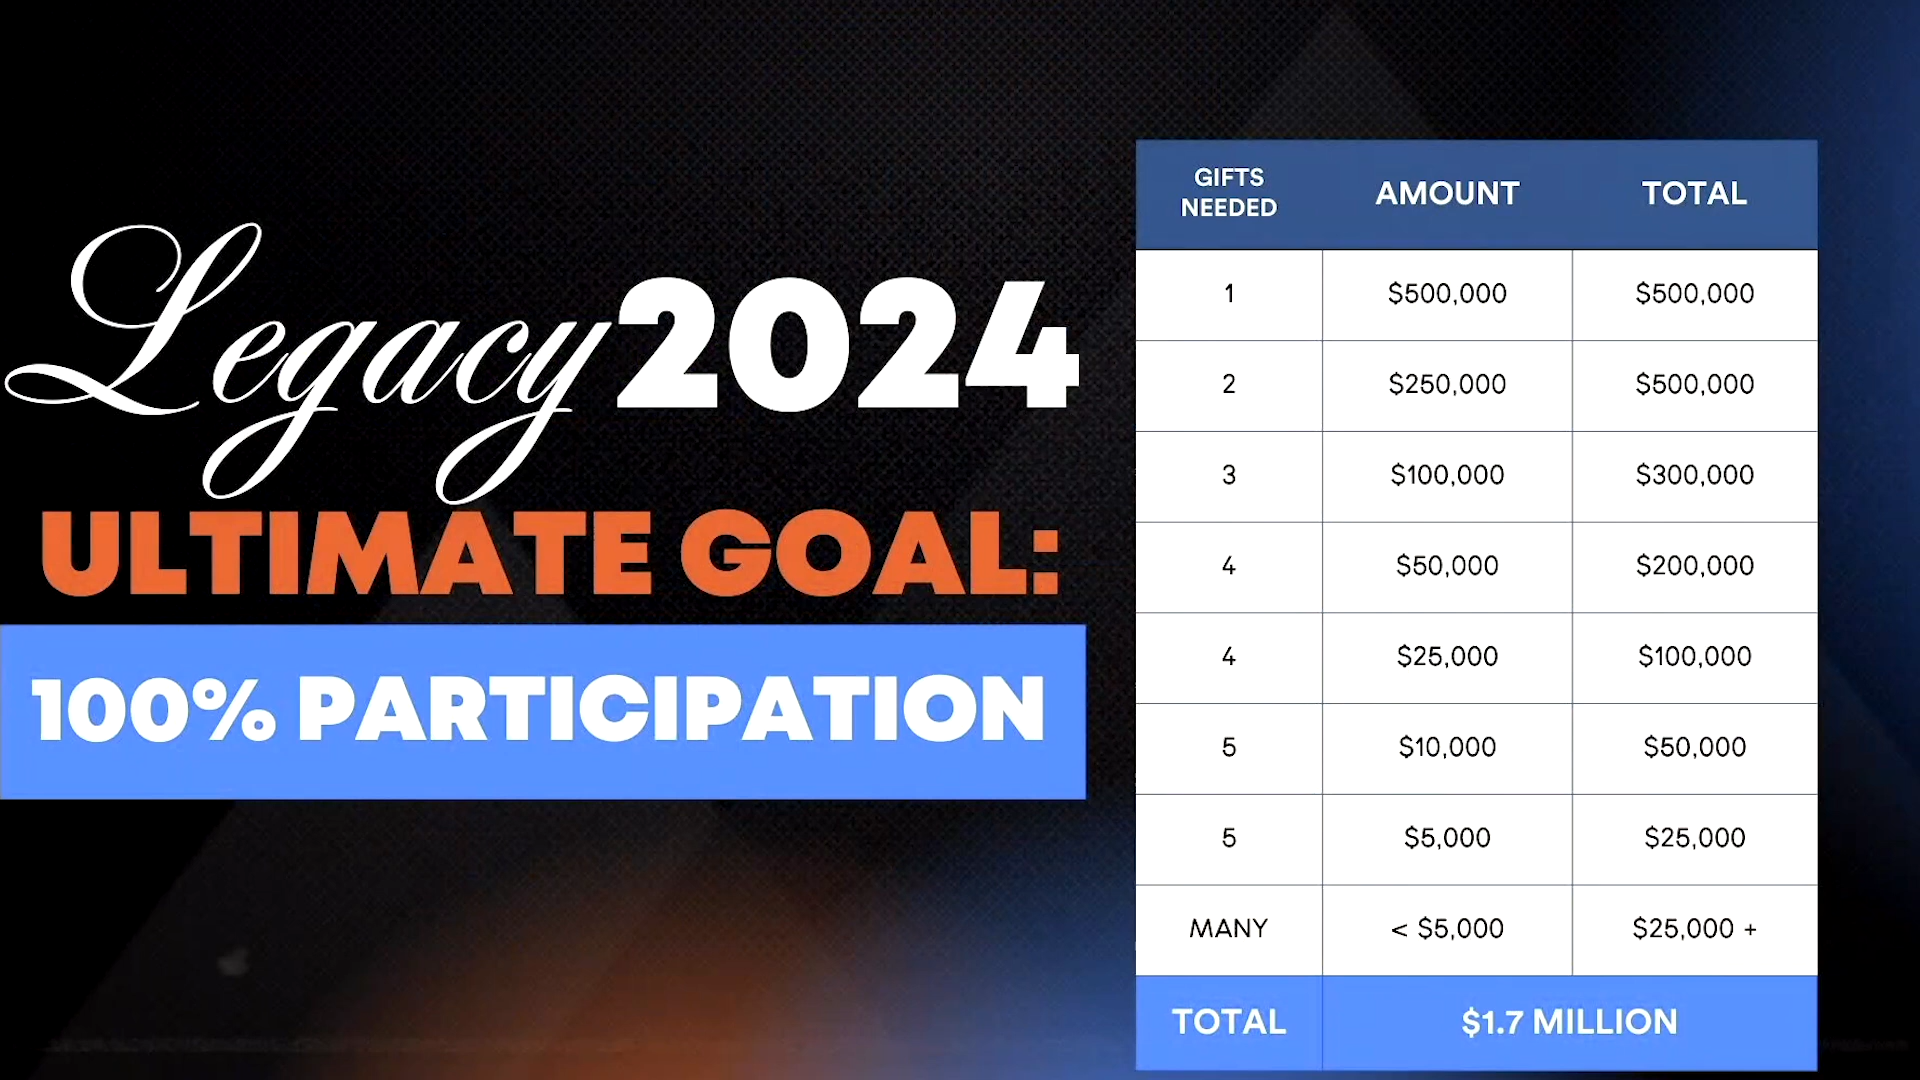 Legacy 2024
ULTIMATE GOAL:
100% PARTICIPATION
GIFTS NEEDED AMOUNT TOTAL
1 $500,000 $500,000
2 $250,000 $500,000
3 $100,000 $300,000
4 $50,000 $200,000
4 $25,000 $100,000
5 $10,000 $50,000
5 $5,000 $25,000
MANY < $5,000 $25,000 +
TOTAL $1.7 MILLION